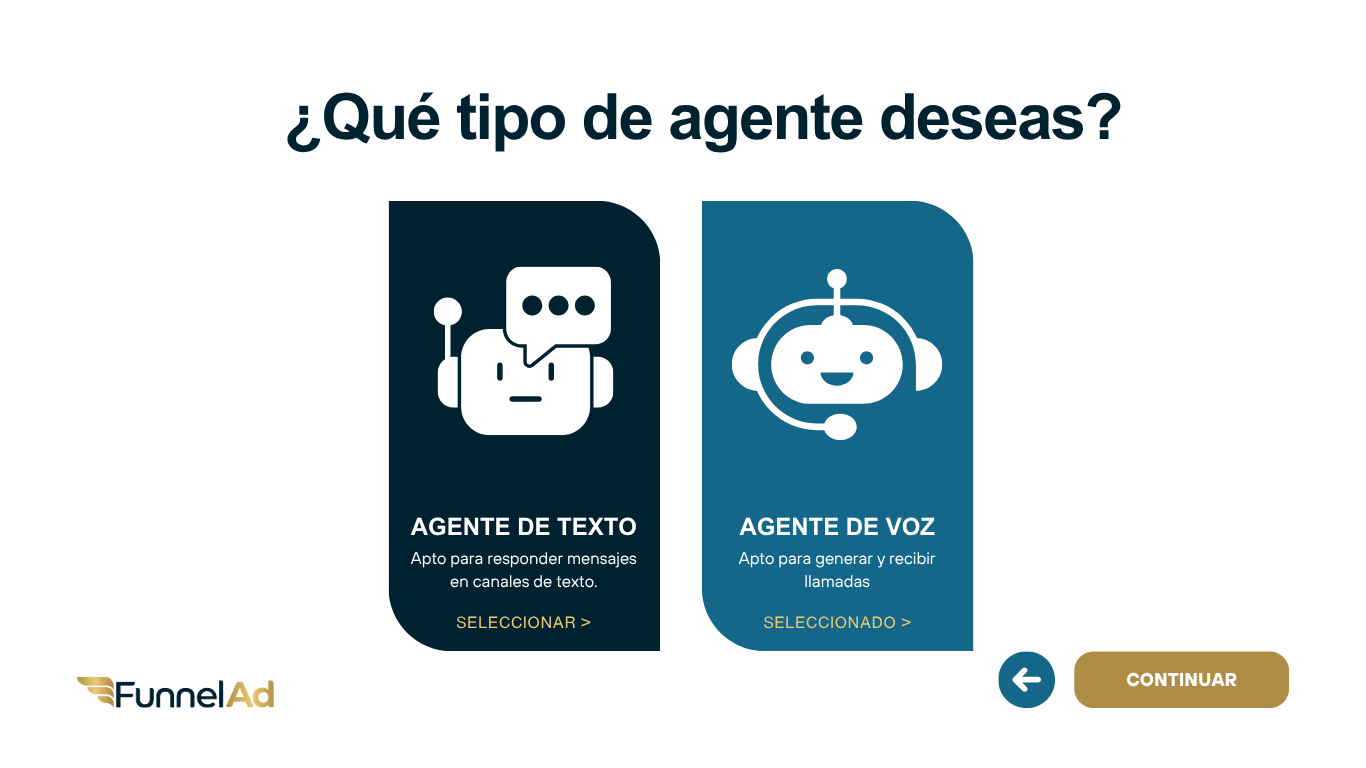 ¿Qué tipo de agente deseas?
AGENTE DE TEXTO
Apto para responder mensajes
en canales de texto.
SELECCIONAR >
AGENTE DE VOZ
Apto para generar y recibir
llamadas
SELECCIONADO >
FunnelAd
CONTINUAR